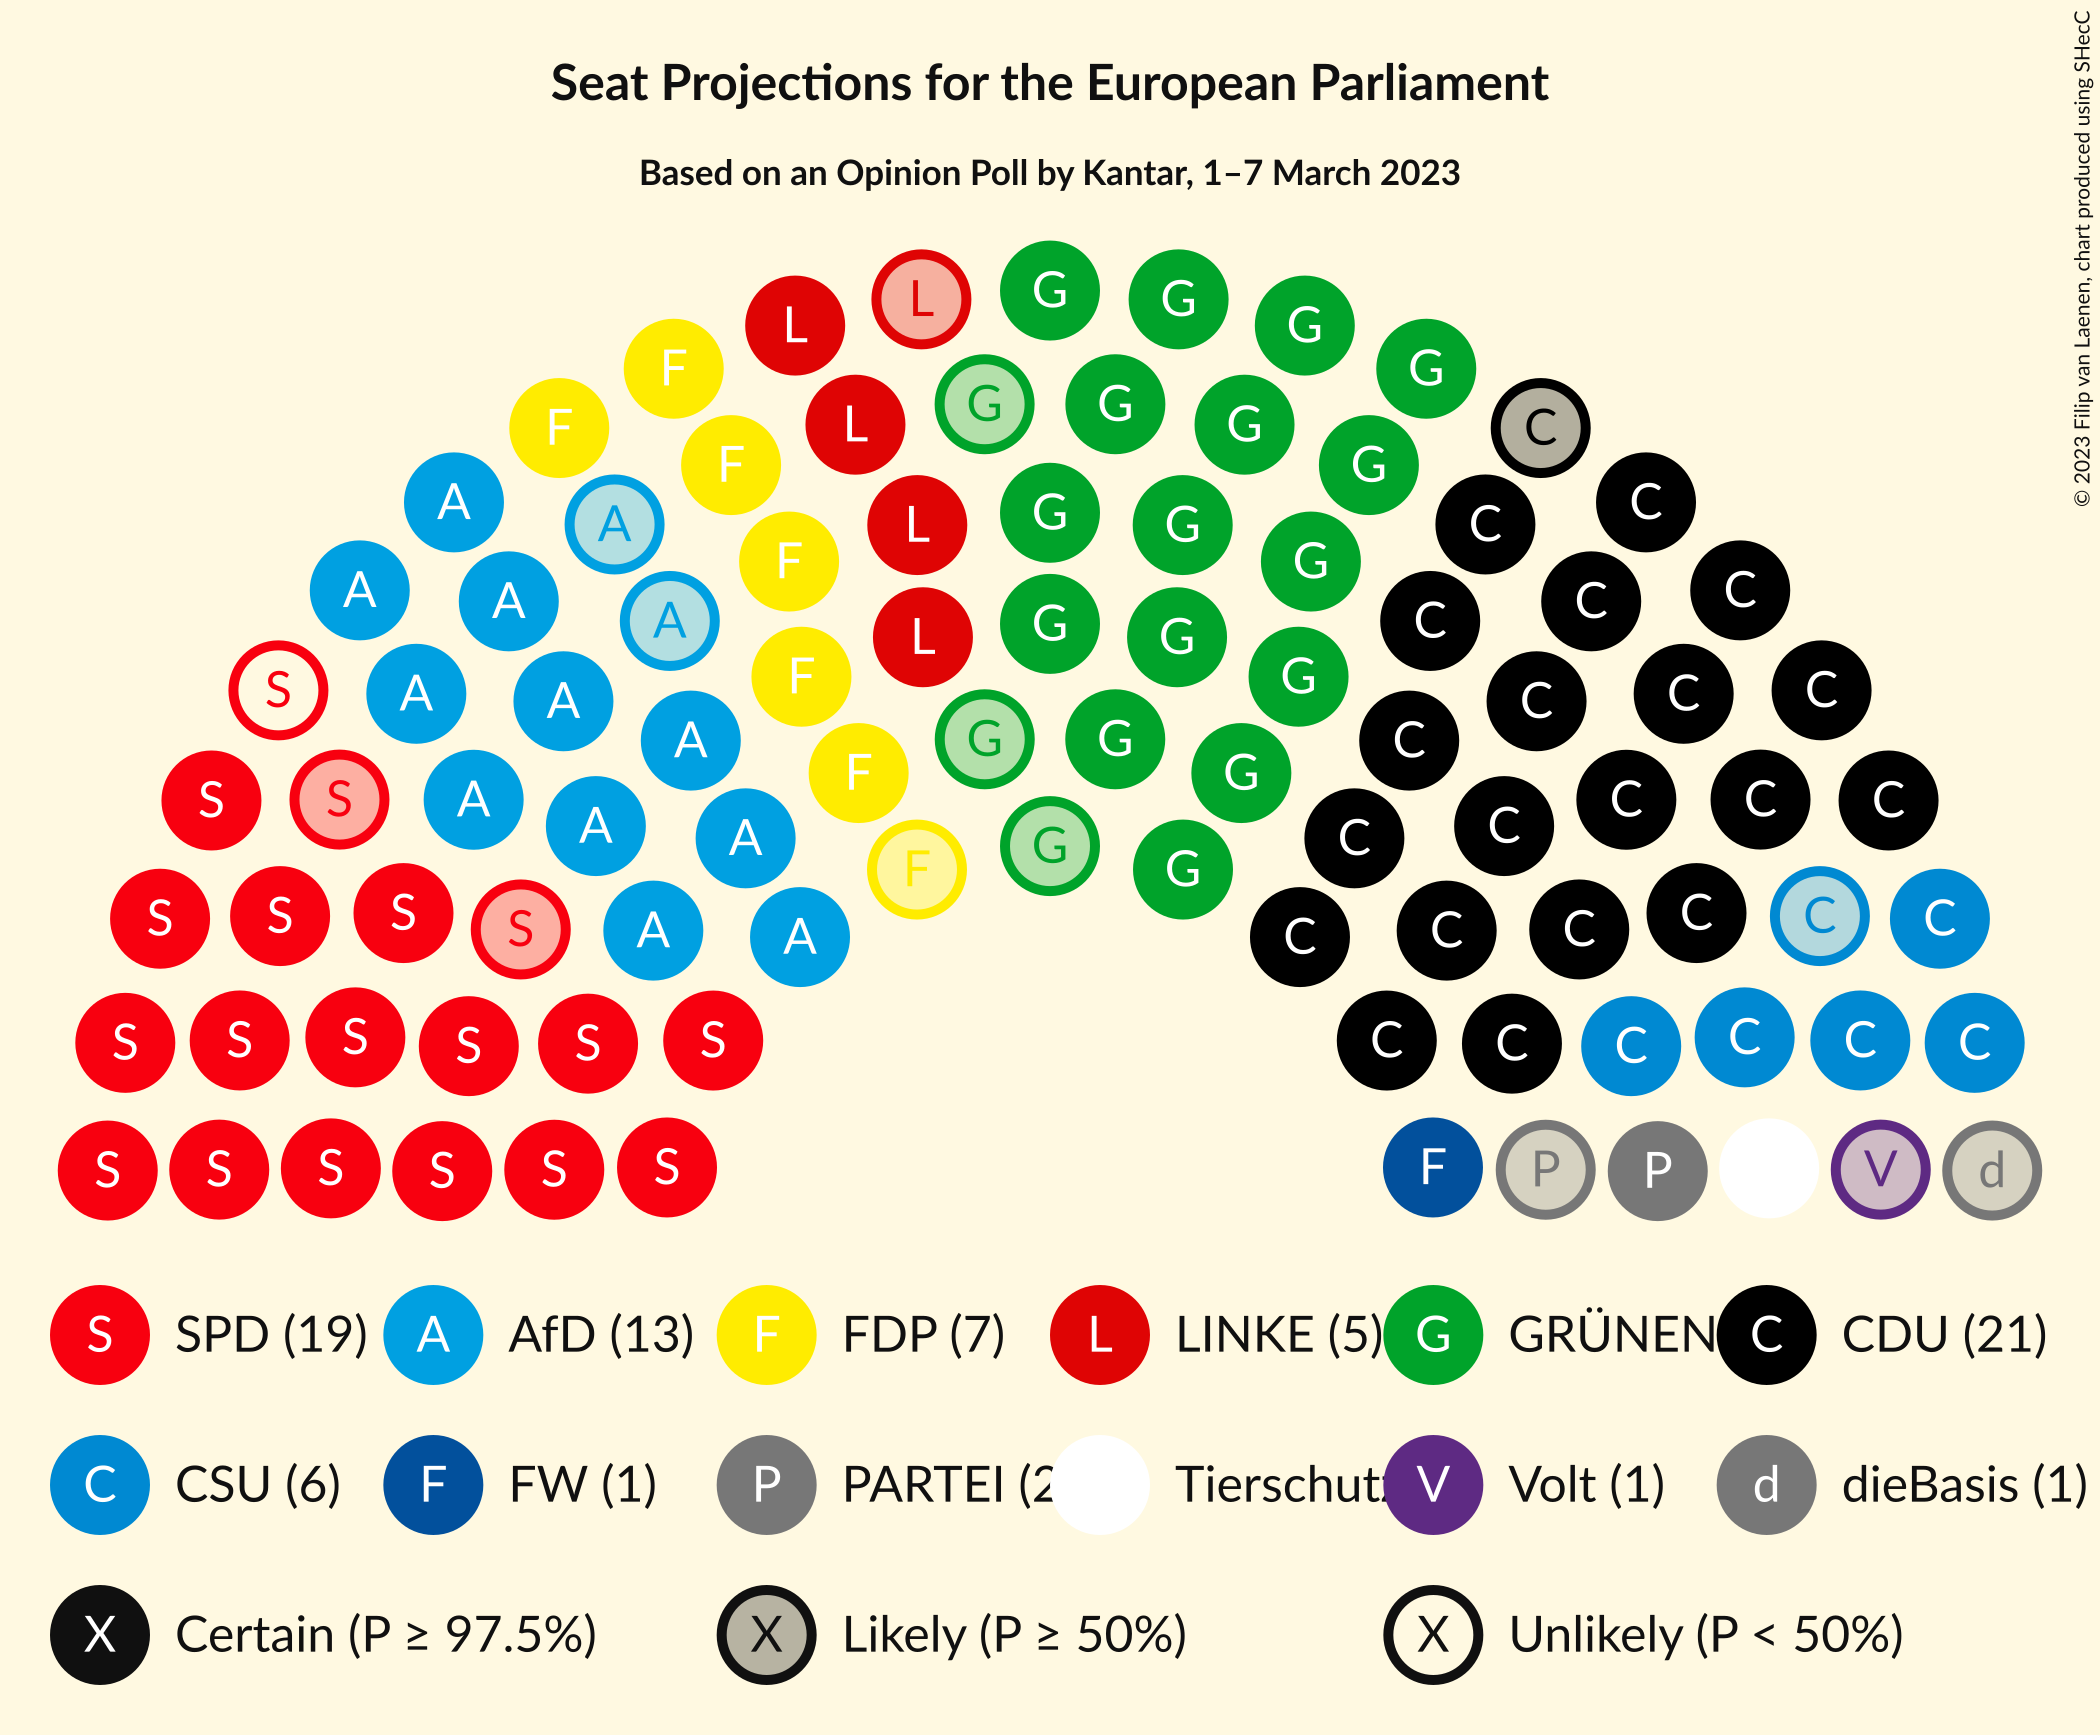 Seat Projections for the European Parliament
Based on an Opinion Poll by Kantar, 1–7 March 2023
© 2023 Filip van Laenen, chart produced using SHecC
L G G G
F L G G
F L G G G C
A F L G G G C C
A A F L G G G C C C
A A A F L G G G C C C
S A A A F G G G C C C C C
S S A A A F G G C C C C C
S S S S A A F G G C C C C C C
S S S S S S C C C C C C
S S S S S S F P P V d
S SPD (19) A AfD (13) F FDP (7) L LINKE (5) G GRÜNEN C CDU (21)
C CSU (6) F FW (1) P PARTEI (2 Tierschutz V Volt (1) d dieBasis (1)
X Certain (P ≥ 97.5%) X Likely (P ≥ 50%) X Unlikely (P < 50%)